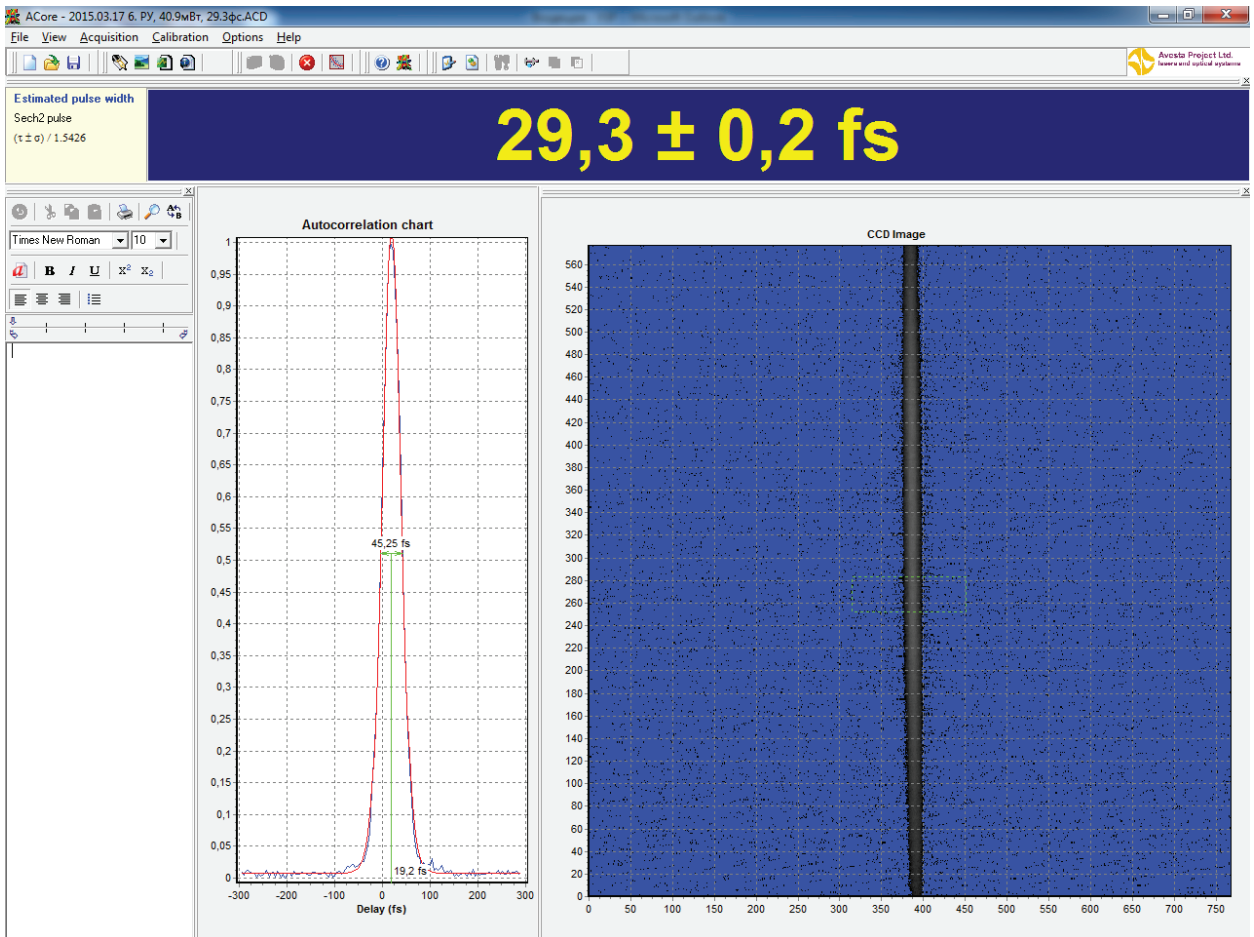 ACore - 2015.03.17 6. РУ, 40.9мВт, 29.3фс.ACD
File View Acquisition Calibration Options Help
Avesta Project Ltd.
lasers and optical systems
Estimated pulse width
Sech2 pulse
(τ ± σ) / 1.5426
29,3 ± 0,2 fs
Times New Roman 10
B I U X² X₂
Autocorrelation chart
1
0,95
0,9
0,85
0,8
0,75
0,7
0,65
0,6
0,55
0,5
0,45
0,4
0,35
0,3
0,25
0,2
0,15
0,1
0,05
0
45,25 fs
19,2 fs
-300 -200 -100 0 100 200 300
Delay (fs)
CCD Image
560
540
520
500
480
460
440
420
400
380
360
340
320
300
280
260
240
220
200
180
160
140
120
100
80
60
40
20
0
0 50 100 150 200 250 300 350 400 450 500 550 600 650 700 750